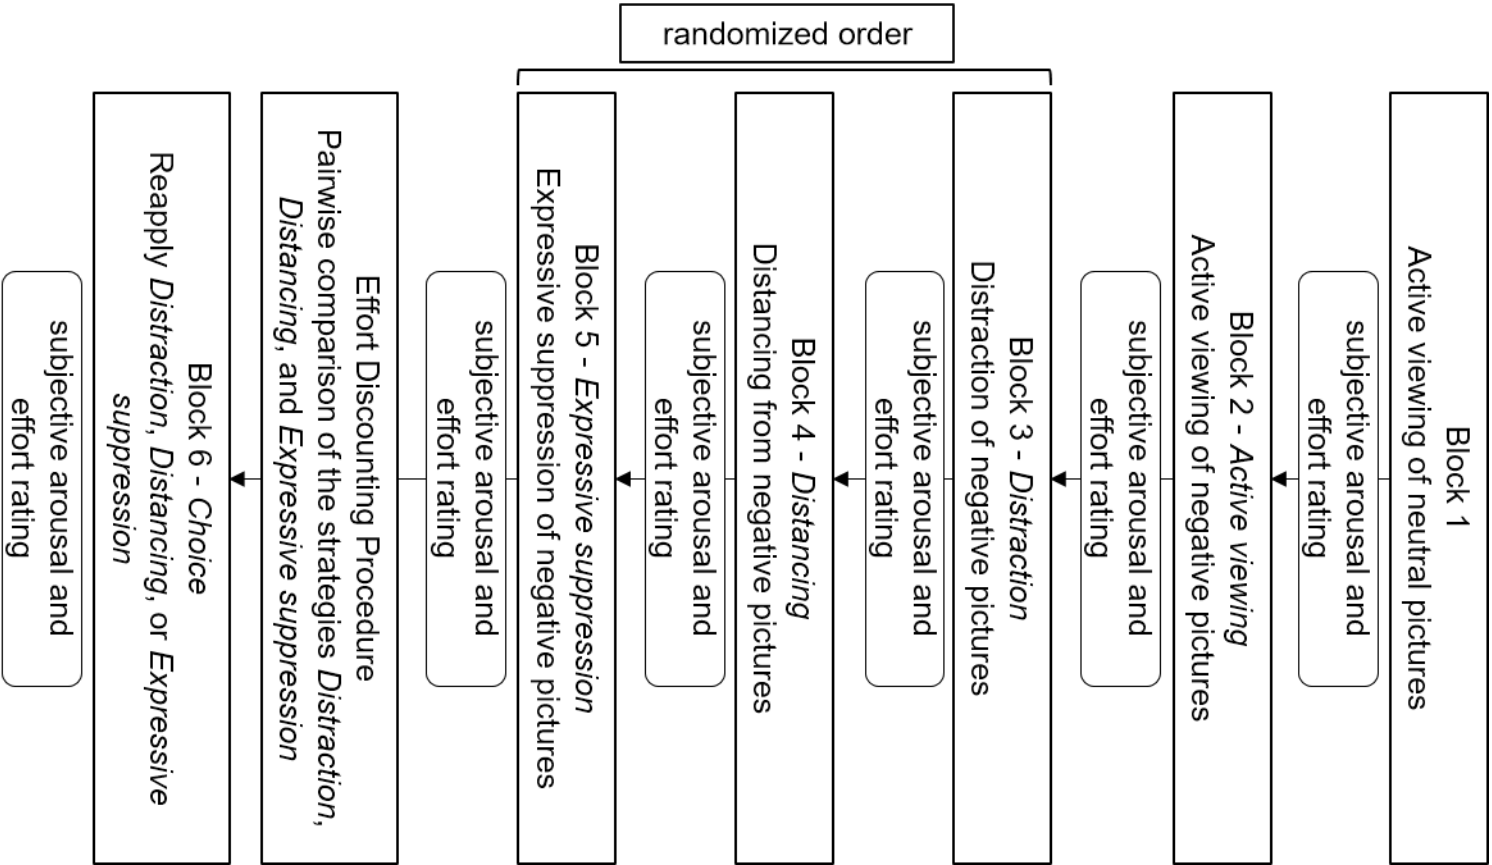 randomized order
Block 1
Active viewing of neutral pictures
subjective arousal and
effort rating
Block 2 - Active viewing
Active viewing of negative pictures
subjective arousal and
effort rating
Block 3 - Distraction
Distraction of negative pictures
subjective arousal and
effort rating
Block 4 - Distancing
Distancing from negative pictures
subjective arousal and
effort rating
Block 5 - Expressive suppression
Expressive suppression of negative pictures
subjective arousal and
effort rating
Effort Discounting Procedure
Pairwise comparison of the strategies Distraction,
Distancing, and Expressive suppression
Block 6 - Choice
Reapply Distraction, Distancing, or Expressive
suppression
subjective arousal and
effort rating